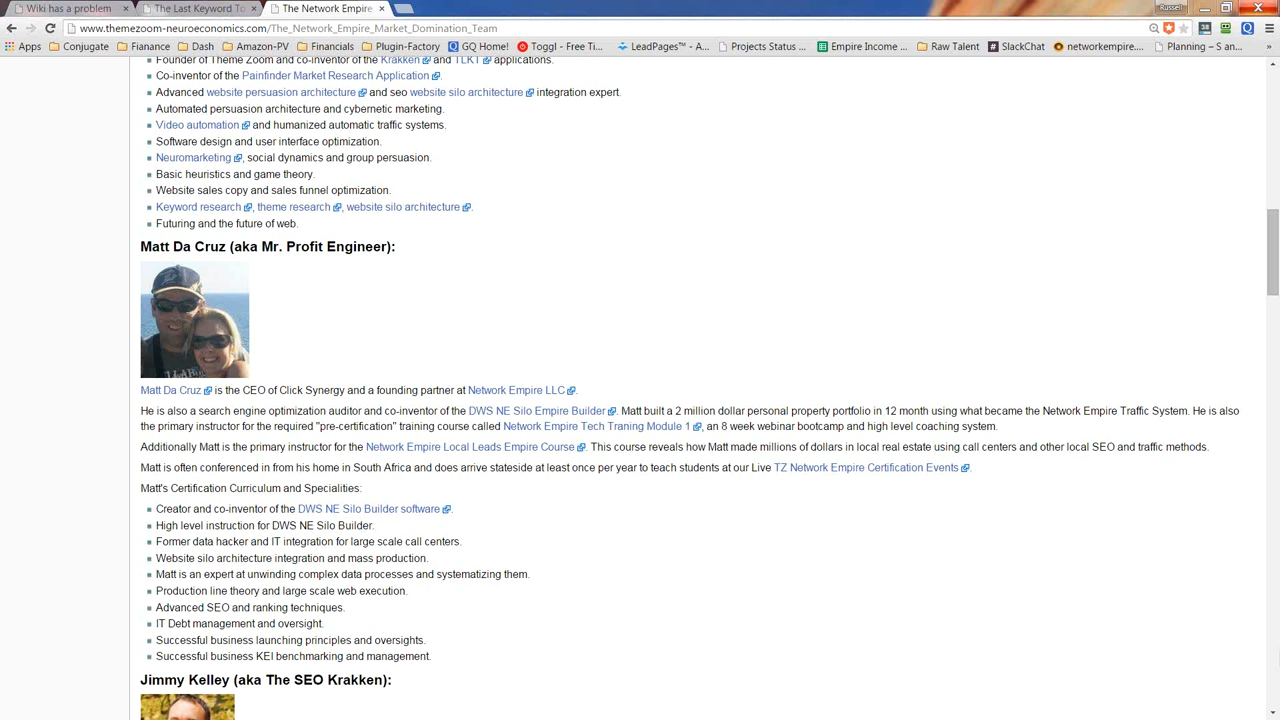 Russell
Wiki has a problem
The Last Keyword To
The Network Empire
www.themezoom-neuroeconomics.com/The_Network_Empire_Market_Domination_Team
Apps Conjugate Fianance Dash Amazon-PV Financials Plugin-Factory GQ Home! Toggl - Free Ti... LeadPages™ - A... Projects Status ... Empire Income ... Raw Talent SlackChat networkempire.... Planning – S an... »
Founder of Theme Zoom and co-inventor of the Krakken and TLKT applications.
Co-inventor of the Painfinder Market Research Application.
Advanced website persuasion architecture and seo website silo architecture integration expert.
Automated persuasion architecture and cybernetic marketing.
Video automation and humanized automatic traffic systems.
Software design and user interface optimization.
Neuromarketing, social dynamics and group persuasion.
Basic heuristics and game theory.
Website sales copy and sales funnel optimization.
Keyword research, theme research, website silo architecture.
Futuring and the future of web.
Matt Da Cruz (aka Mr. Profit Engineer):
Matt Da Cruz is the CEO of Click Synergy and a founding partner at Network Empire LLC.
He is also a search engine optimization auditor and co-inventor of the DWS NE Silo Empire Builder. Matt built a 2 million dollar personal property portfolio in 12 month using what became the Network Empire Traffic System. He is also
the primary instructor for the required "pre-certification" training course called Network Empire Tech Traning Module 1, an 8 week webinar bootcamp and high level coaching system.
Additionally Matt is the primary instructor for the Network Empire Local Leads Empire Course. This course reveals how Matt made millions of dollars in local real estate using call centers and other local SEO and traffic methods.
Matt is often conferenced in from his home in South Africa and does arrive stateside at least once per year to teach students at our Live TZ Network Empire Certification Events.
Matt's Certification Curriculum and Specialities:
Creator and co-inventor of the DWS NE Silo Builder software.
High level instruction for DWS NE Silo Builder.
Former data hacker and IT integration for large scale call centers.
Website silo architecture integration and mass production.
Matt is an expert at unwinding complex data processes and systematizing them.
Production line theory and large scale web execution.
Advanced SEO and ranking techniques.
IT Debt management and oversight.
Successful business launching principles and oversights.
Successful business KEI benchmarking and management.
Jimmy Kelley (aka The SEO Krakken):